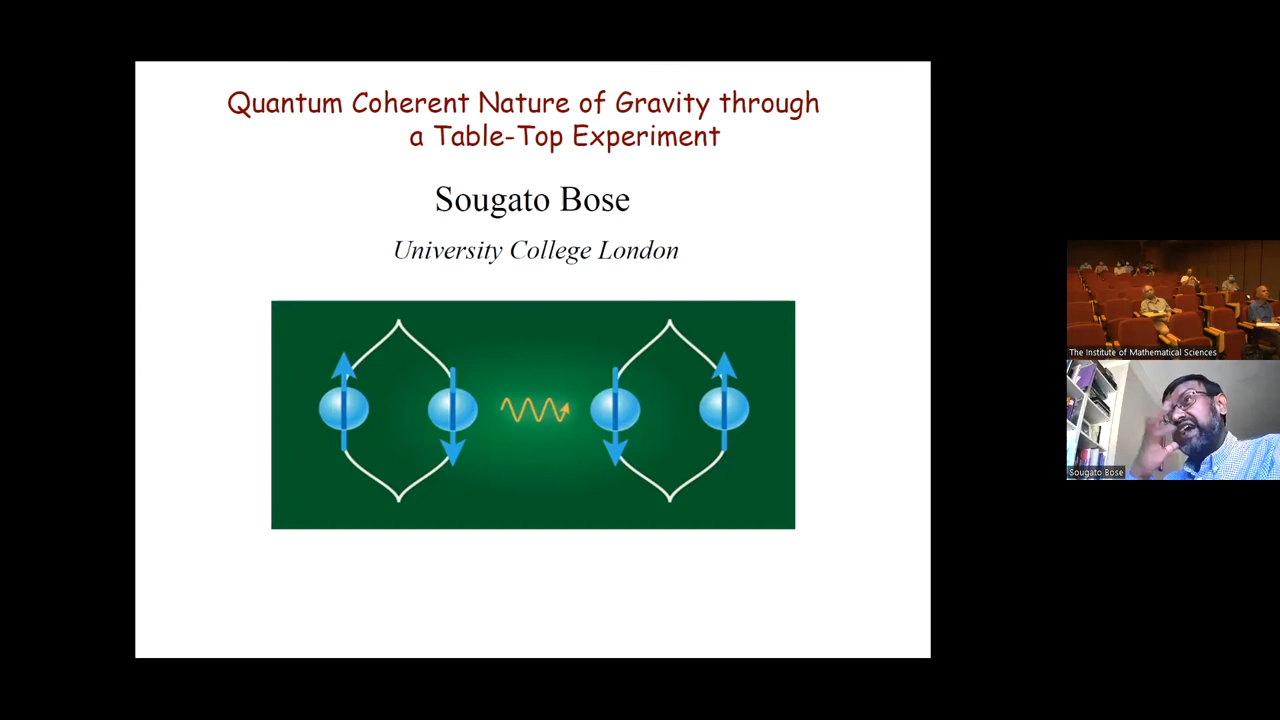 Quantum Coherent Nature of Gravity through
a Table-Top Experiment
Sougato Bose
University College London
The Institute of Mathematical Sciences
Sougato Bose